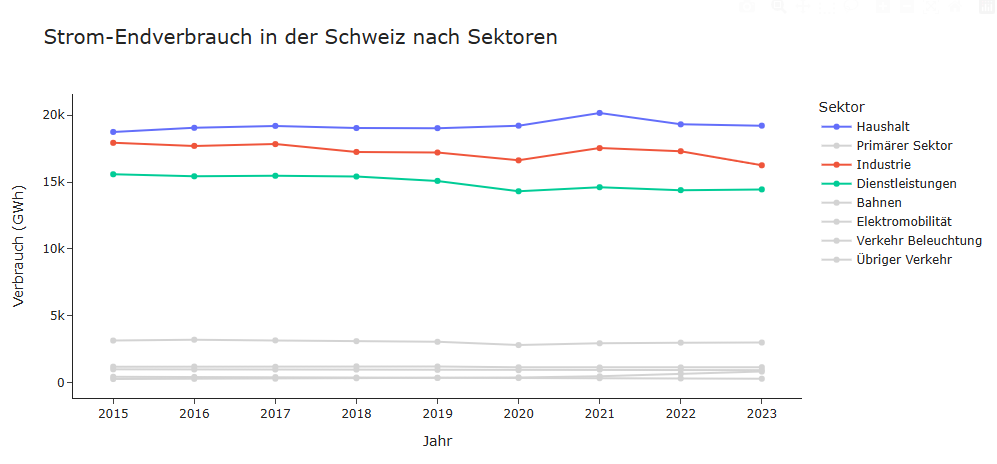 Strom-Endverbrauch in der Schweiz nach Sektoren
Verbrauch (GWh)
20k
15k
10k
5k
0
2015 2016 2017 2018 2019 2020 2021 2022 2023
Jahr
Sektor
Haushalt
Primärer Sektor
Industrie
Dienstleistungen
Bahnen
Elektromobilität
Verkehr Beleuchtung
Übriger Verkehr